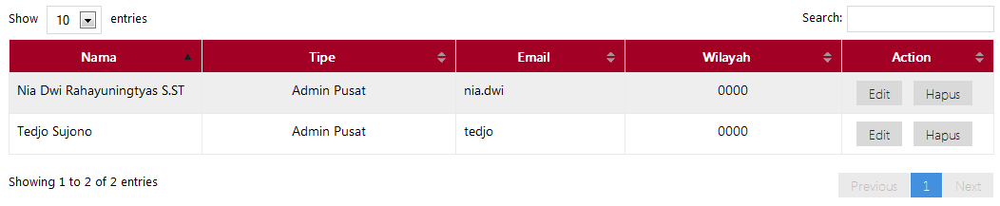 Show 10 entries Search:
Nama Tipe Email Wilayah Action
Nia Dwi Rahayuningtyas S.ST Admin Pusat nia.dwi 0000 Edit Hapus
Tedjo Sujono Admin Pusat tedjo 0000 Edit Hapus
Showing 1 to 2 of 2 entries Previous 1 Next